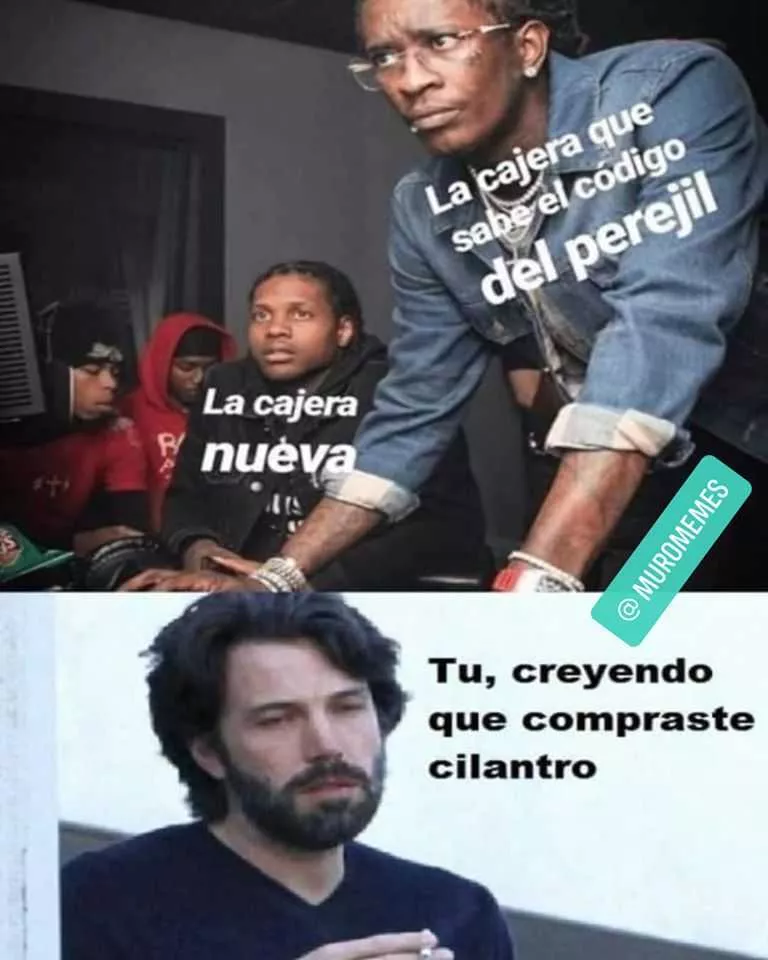 La cajera que
sabe el código
del perejil
La cajera
nueva
@ MUROMEMES
Tu, creyendo
que compraste
cilantro